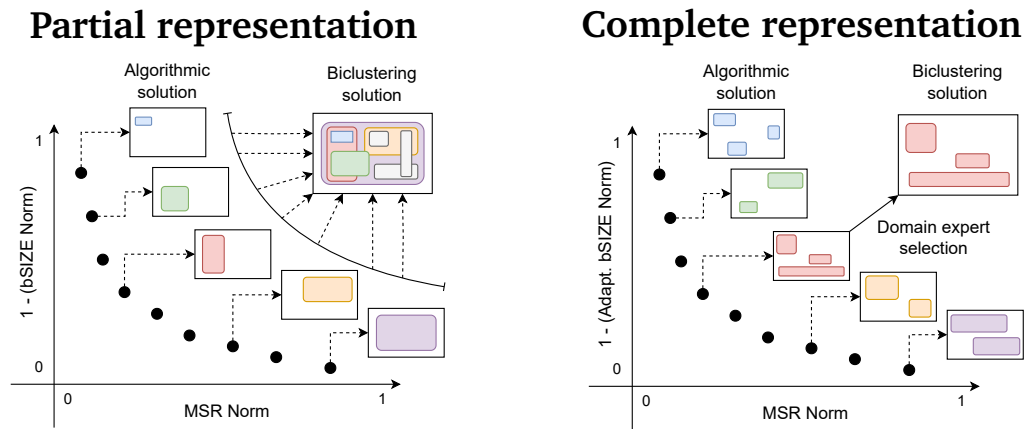 Partial representation
Algorithmic
solution
Biclustering
solution
1
1 - (bSIZE Norm)
0
0
MSR Norm
1
Complete representation
Algorithmic
solution
Biclustering
solution
1
Domain expert
selection
1 - (Adapt. bSIZE Norm)
0
0
MSR Norm
1